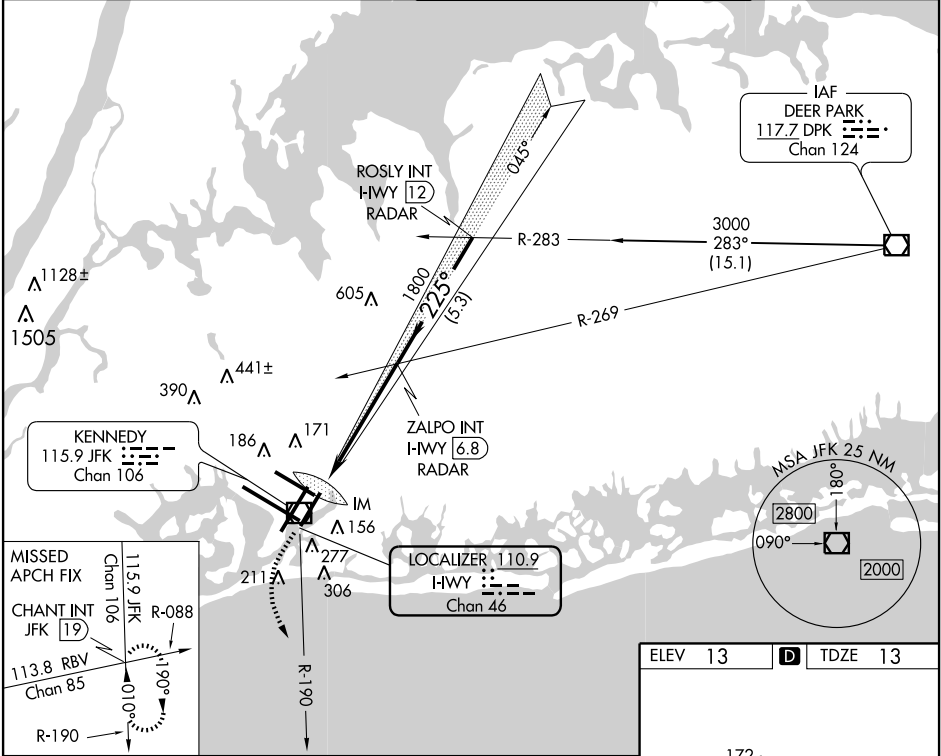 IAF
DEER PARK
117.7 DPK
Chan 124
ROSLY INT
I-IWY 12
RADAR
045°
R-283
3000
283°
(15.1)
1128±
1505
605
1800
225°
(5.3)
R-269
441±
390
KENNEDY
115.9 JFK
Chan 106
186
171
ZALPO INT
I-IWY 6.8
RADAR
IM
156
277
211
306
LOCALIZER 110.9
I-IWY
Chan 46
R-190
MSA JFK 25 NM
180°
2800
090°
2000
MISSED
APCH FIX
CHANT INT
JFK 19
115.9 JFK
Chan 106
R-088
113.8 RBV
Chan 85
190°
010°
R-190
ELEV 13 D TDZE 13
172